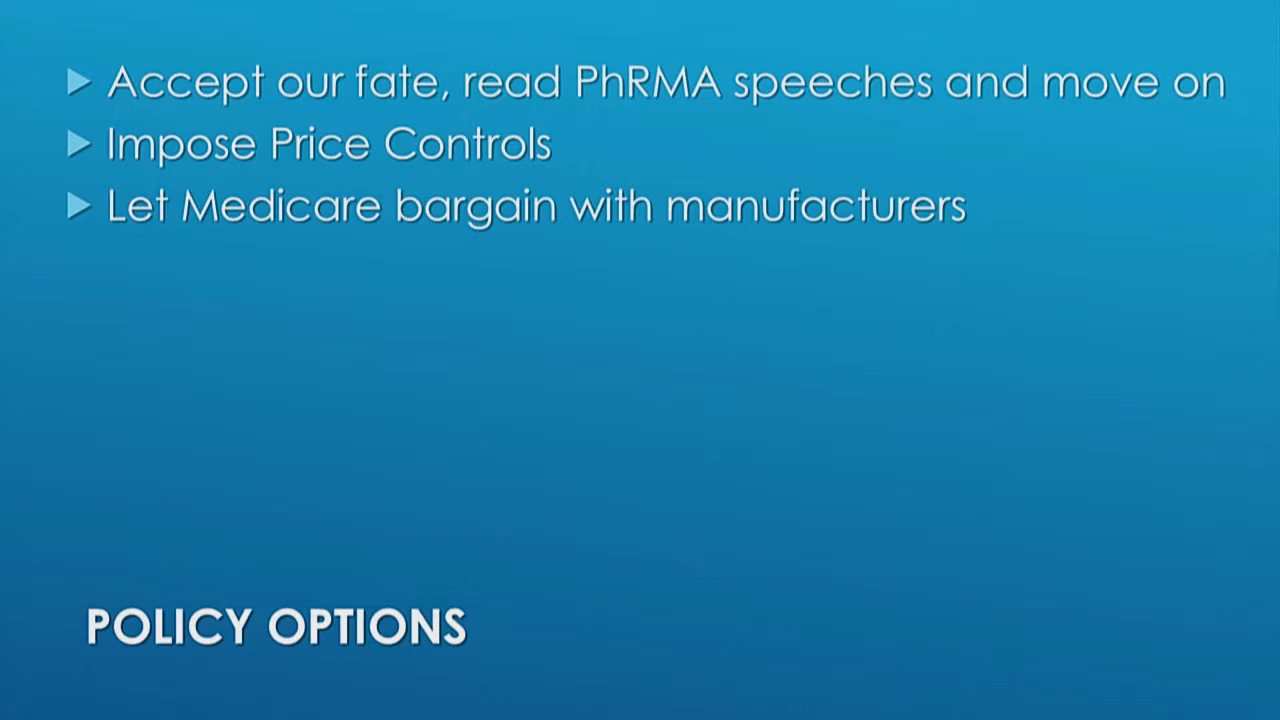 Accept our fate, read PhRMA speeches and move on
Impose Price Controls
Let Medicare bargain with manufacturers
POLICY OPTIONS